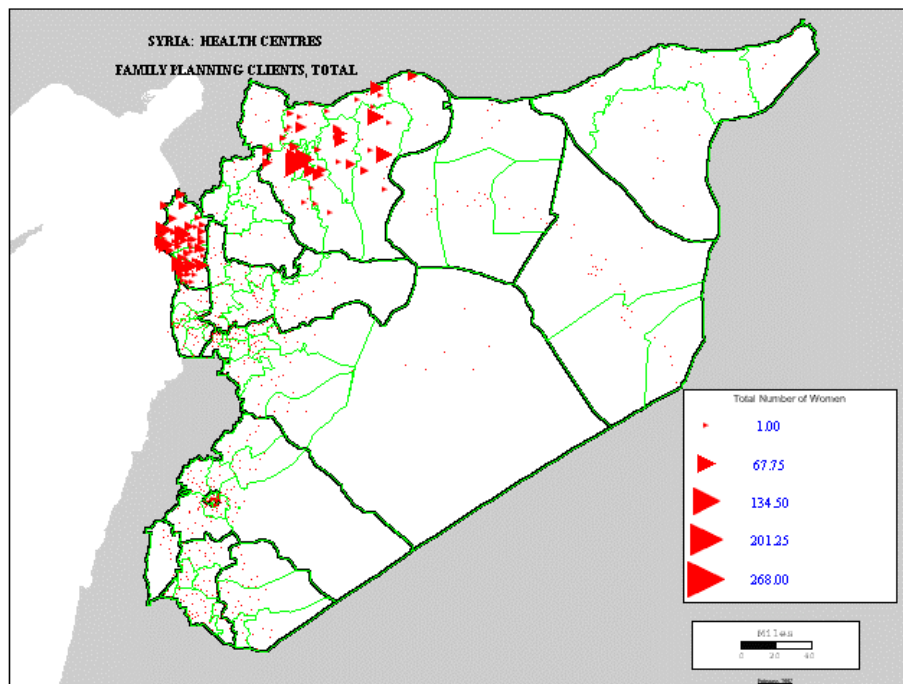 SYRIA: HEALTH CENTRES
FAMILY PLANNING CLIENTS, TOTAL
Total Number of Women
1.00
67.75
134.50
201.25
268.00
Miles
0 20 40